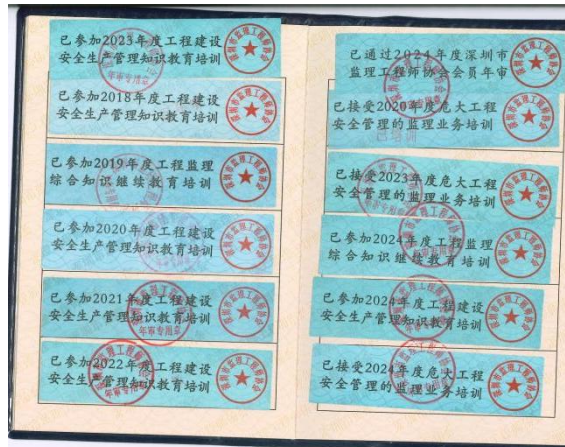 已参加2023年度工程建设
安全生产管理知识教育培训
已参加2018年度工程建设
安全生产管理知识教育培训
已参加2019年度工程监理
综合知识继续教育培训
已参加2020年度工程建设
安全生产管理知识教育培训
已参加2021年度工程建设
安全生产管理知识教育培训
年审专用章
已参加2022年度工程建设
安全生产管理知识教育培训
已通过2024年度深圳市
监理工程师协会会员年审
已接受2020年度危大工程
安全管理的监理业务培训
已接受2023年度危大工程
安全管理的监理业务培训
已参加2024年度工程监理
综合知识继续教育培训
已参加2024年度工程建设
安全生产管理知识教育培训
已接受2024年度危大工程
安全管理的监理业务培训